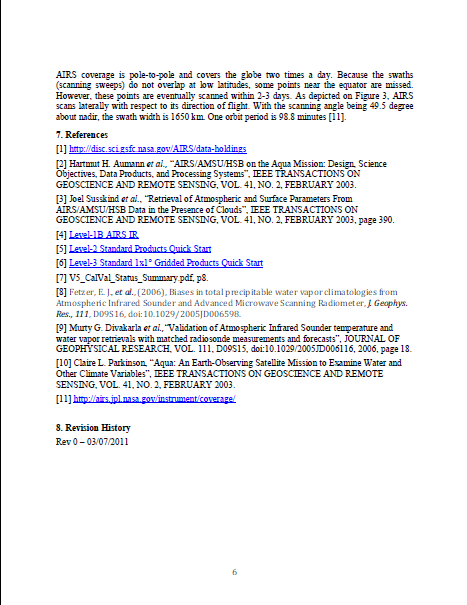 AIRS coverage is pole-to-pole and covers the globe two times a day. Because the swaths
(scanning sweeps) do not overlap at low latitudes, some points near the equator are missed.
However, these points are eventually scanned within 2-3 days. As depicted on Figure 3, AIRS
scans laterally with respect to its direction of flight. With the scanning angle being 49.5 degree
about nadir, the swath width is 1650 km. One orbit period is 98.8 minutes [11].
7. References
[1] http://disc.sci.gsfc.nasa.gov/AIRS/data-holdings
[2] Hartmut H. Aumann et al., “AIRS/AMSU/HSB on the Aqua Mission: Design, Science
Objectives, Data Products, and Processing Systems”, IEEE TRANSACTIONS ON
GEOSCIENCE AND REMOTE SENSING, VOL. 41, NO. 2, FEBRUARY 2003.
[3] Joel Susskind et al., “Retrieval of Atmospheric and Surface Parameters From
AIRS/AMSU/HSB Data in the Presence of Clouds”, IEEE TRANSACTIONS ON
GEOSCIENCE AND REMOTE SENSING, VOL. 41, NO. 2, FEBRUARY 2003, page 390.
[4] Level-1B AIRS IR
[5] Level-2 Standard Products Quick Start
[6] Level-3 Standard 1x1° Gridded Products Quick Start
[7] V5_CalVal_Status_Summary.pdf, p8.
[8] Fetzer, E. J., et al., (2006), Biases in total precipitable water vapor climatologies from
Atmospheric Infrared Sounder and Advanced Microwave Scanning Radiometer, J. Geophys.
Res., 111, D09S16, doi:10.1029/2005JD006598.
[9] Murty G. Divakarla et al.,“Validation of Atmospheric Infrared Sounder temperature and
water vapor retrievals with matched radiosonde measurements and forecasts”, JOURNAL OF
GEOPHYSICAL RESEARCH, VOL. 111, D09S15, doi:10.1029/2005JD006116, 2006, page 18.
[10] Claire L. Parkinson, “Aqua: An Earth-Observing Satellite Mission to Examine Water and
Other Climate Variables”, IEEE TRANSACTIONS ON GEOSCIENCE AND REMOTE
SENSING, VOL. 41, NO. 2, FEBRUARY 2003.
[11] http://airs.jpl.nasa.gov/instrument/coverage/
8. Revision History
Rev 0 – 03/07/2011
6